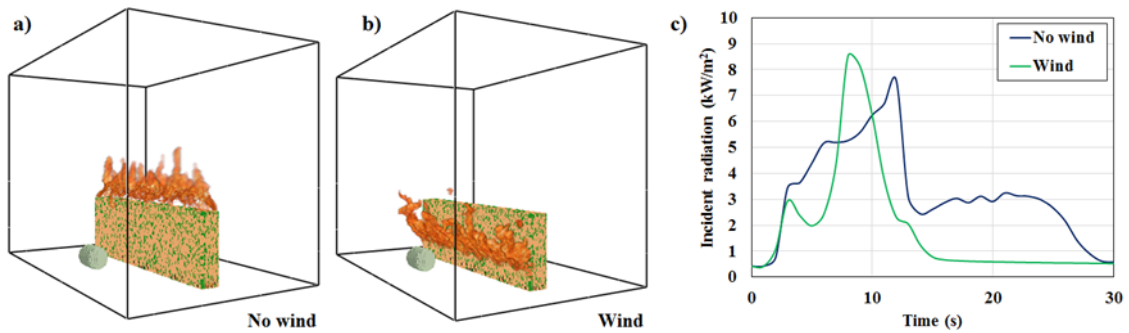 a)
No wind
b)
Wind
c)
Incident radiation (kW/m²)
10
9
8
7
6
5
4
3
2
1
0
No wind
Wind
0
10
20
30
Time (s)